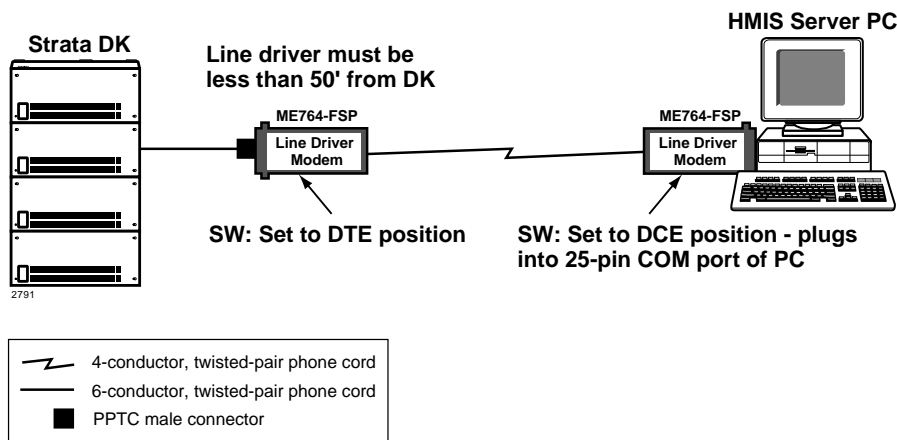 HMIS Server PC
Strata DK
Line driver must be
less than 50' from DK
ME764-FSP
Line Driver
Modem
ME764-FSP
Line Driver
Modem
SW: Set to DTE position
SW: Set to DCE position - plugs
into 25-pin COM port of PC
2791
4-conductor, twisted-pair phone cord
6-conductor, twisted-pair phone cord
PPTC male connector